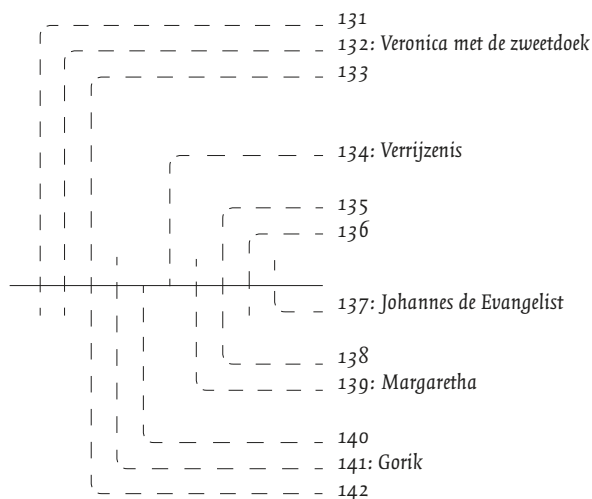 131
132: Veronica met de zweetdoek
133
134: Verrijzenis
135
136
137: Johannes de Evangelist
138
139: Margaretha
140
141: Gorik
142